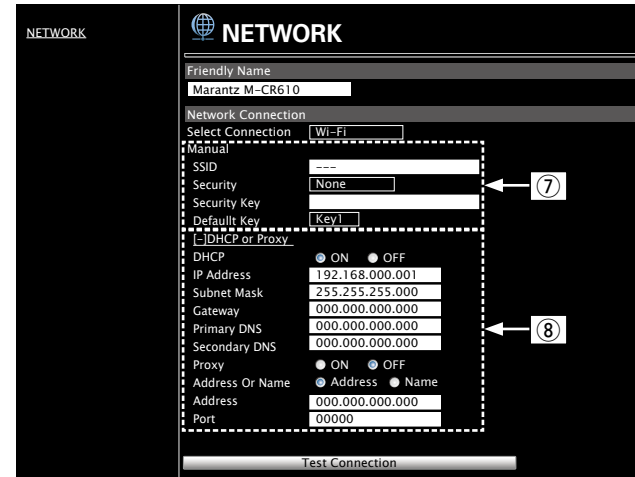 NETWORK
NETWORK
Friendly Name
Marantz M-CR610
Network Connection
Select Connection Wi-Fi
Manual
SSID ---
Security None
⑦
Security Key
Defaullt Key Key1
[-]DHCP or Proxy
DHCP ON OFF
IP Address 192.168.000.001
Subnet Mask 255.255.255.000
Gateway 000.000.000.000
Primary DNS 000.000.000.000
⑧
Secondary DNS 000.000.000.000
Proxy ON OFF
Address Or Name Address Name
Address 000.000.000.000
Port 00000
Test Connection